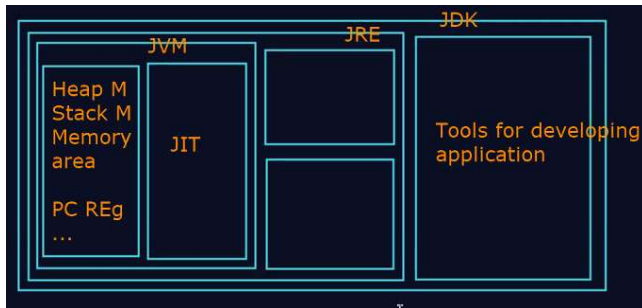 JDK
JRE
JVM
Heap M
Stack M
Memory
area
PC REg
...
JIT
Tools for developing
application